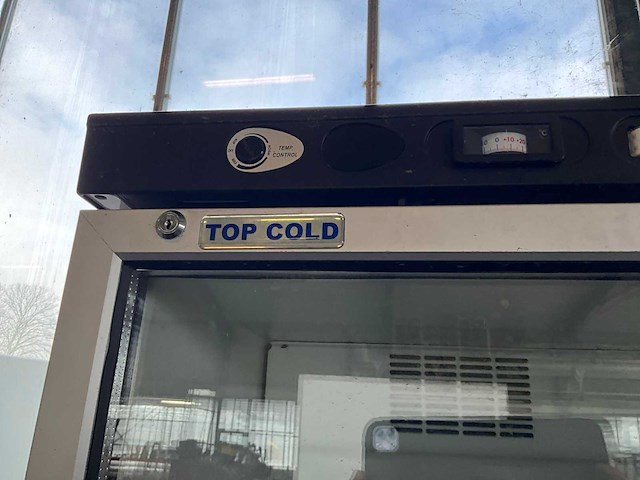 TEMP.
CONTROL
0 +10 +20
°C
TOP COLD